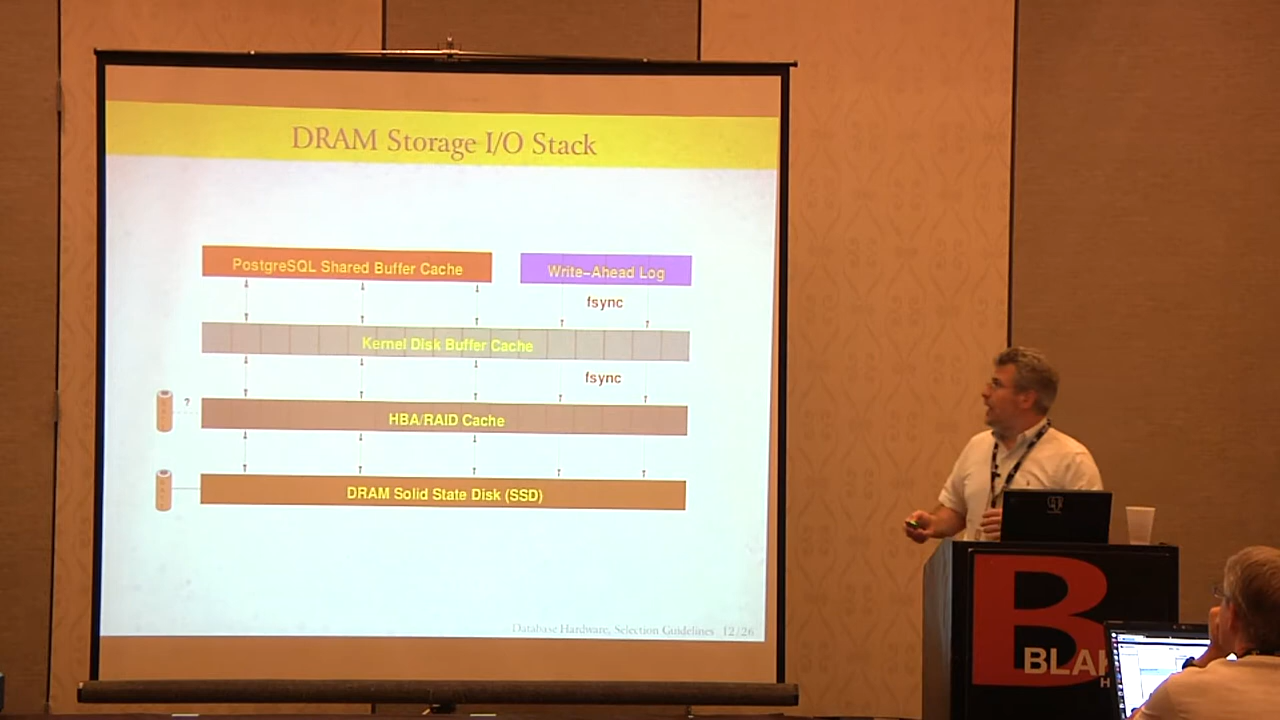 DRAM Storage I/O Stack
PostgreSQL Shared Buffer Cache
Write-Ahead Log
fsync
Kernel Disk Buffer Cache
fsync
?
HBA/RAID Cache
DRAM Solid State Disk (SSD)
Database Hardware, Selection Guidelines 12/26
B
BLA
H